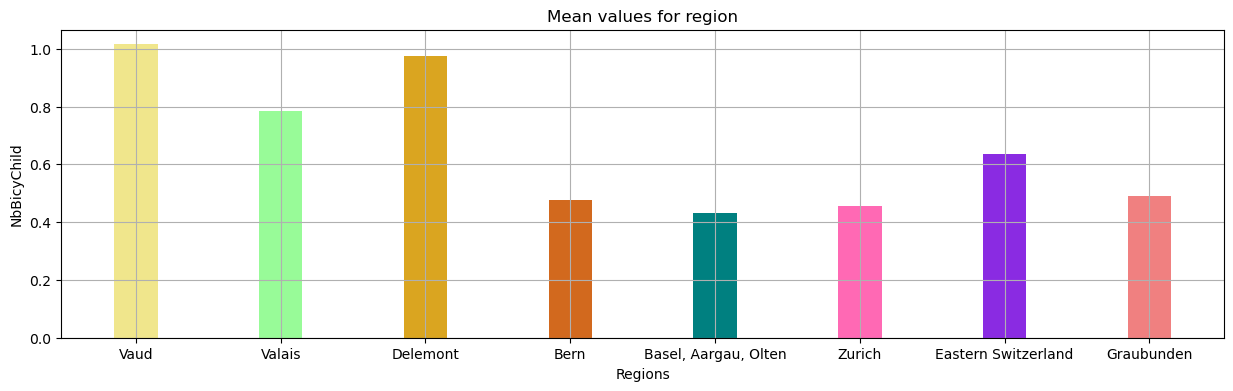 Mean values for region
NbBicyChild
1.0
0.8
0.6
0.4
0.2
0.0
Vaud
Valais
Delemont
Bern
Basel, Aargau, Olten
Zurich
Eastern Switzerland
Graubunden
Regions